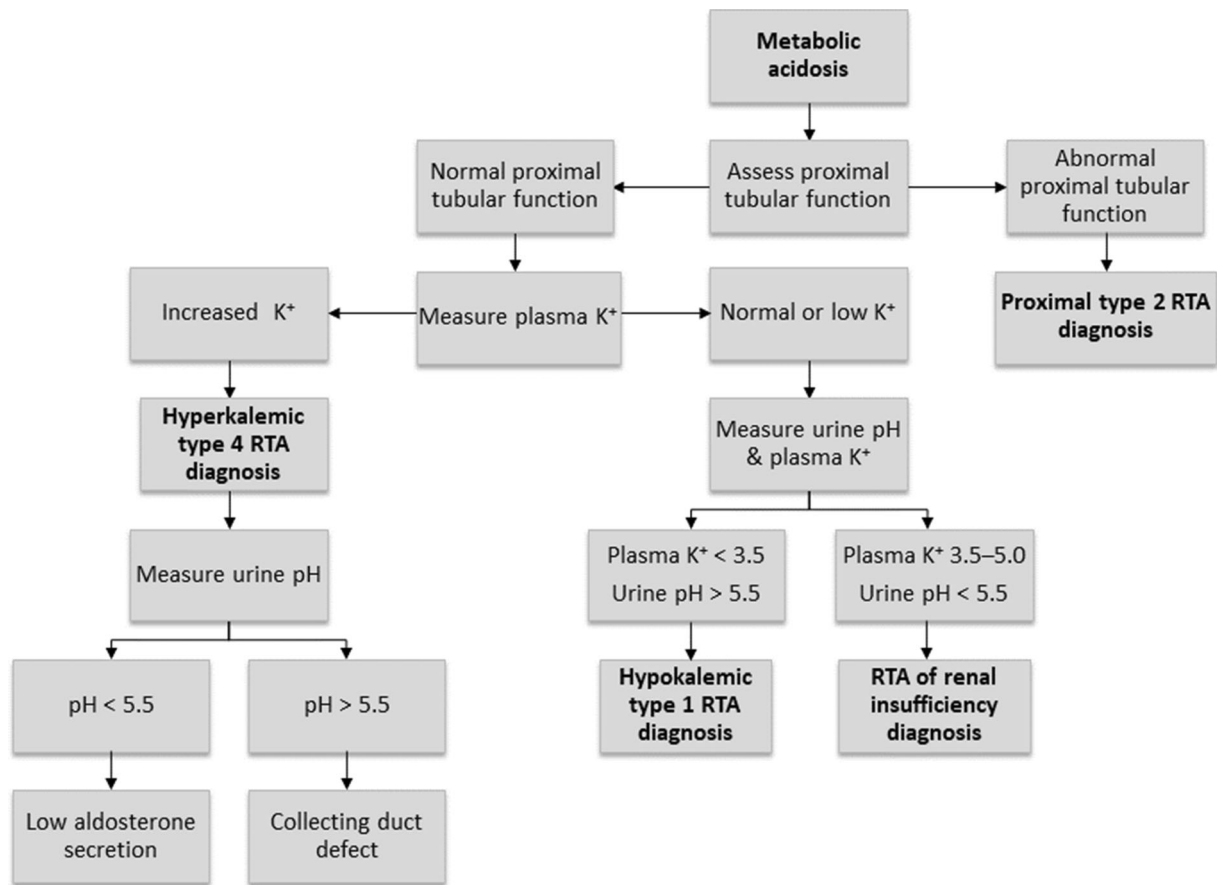 Metabolic
acidosis
Normal proximal
tubular function
Assess proximal
tubular function
Abnormal
proximal tubular
function
Increased K⁺
Measure plasma K⁺
Normal or low K⁺
Proximal type 2 RTA
diagnosis
Hyperkalemic
type 4 RTA
diagnosis
Measure urine pH
& plasma K⁺
Measure urine pH
Plasma K⁺ < 3.5
Urine pH > 5.5
Plasma K⁺ 3.5–5.0
Urine pH < 5.5
pH < 5.5
pH > 5.5
Hypokalemic
type 1 RTA
diagnosis
RTA of renal
insufficiency
diagnosis
Low aldosterone
secretion
Collecting duct
defect